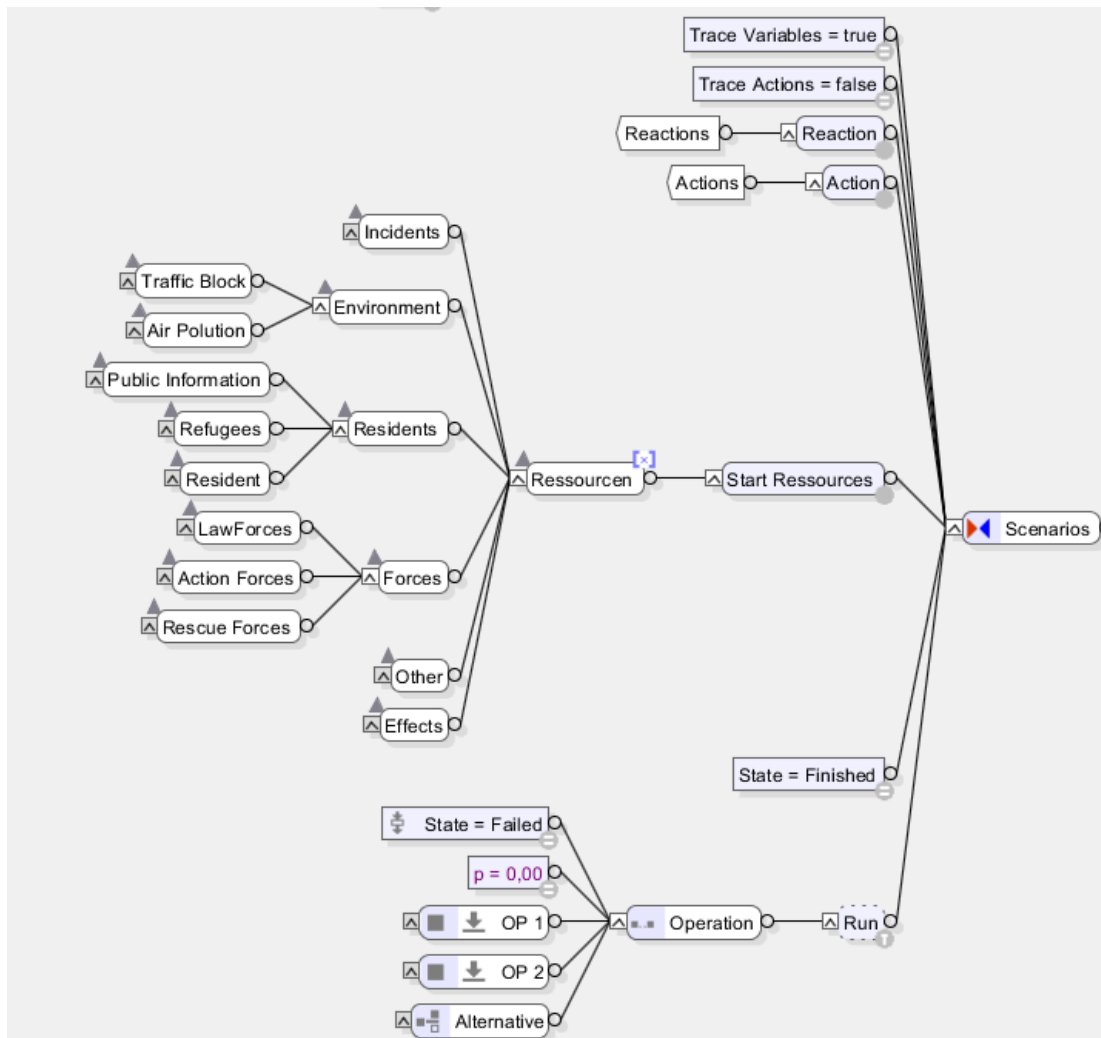 Trace Variables = true
Trace Actions = false
Reactions
Reaction
Actions
Action
Incidents
Traffic Block
Environment
Air Polution
Public Information
Refugees
Residents
Resident
Ressourcen
[×]
Start Ressources
LawForces
Action Forces
Forces
Rescue Forces
Scenarios
Other
Effects
State = Finished
State = Failed
p = 0,00
OP 1
Operation
Run
T
OP 2
Alternative